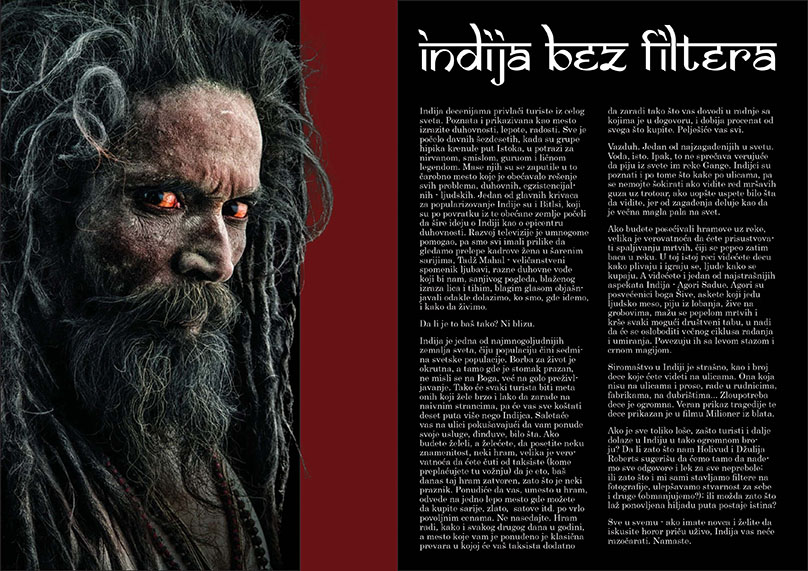 indija bez filtera
Indija decenijama privlači turiste iz celog
sveta. Poznata i prikazivana kao mesto
izrazite duhovnosti, lepote, radosti. Sve je
počelo davnih šezdesetih, kada su grupe
hipika krenule put Istoka, u potrazi za
nirvanom, smislom, guruom i ličnom
legendom. Mase njih su se zaputile u to
čarobno mesto koje je obećavalo rešenje
svih problema, duhovnih, egzistencijal-
nih - ljudskih. Jedan od glavnih krivaca
za popularizovanje Indije su i Bitlsi, koji
su po povratku iz te obećane zemlje počeli
da šire ideju o Indiji kao o epicentru
duhovnosti. Razvoj televizije je umnogome
pomogao, pa smo svi imali prilike da
gledamo prelepe kadrove žena u šarenim
sarijima, Tadž Mahal - veličanstveni
spomenik ljubavi, razne duhovne vođe
koji bi nam, sanjivog pogleda, blaženog
izraza lica i tihim, blagim glasom objašn-
javali odakle dolazimo, ko smo, gde idemo,
i kako da živimo.
Da li je to baš tako? Ni blizu.
Indija je jedna od najmnogoljudnijih
zemalja sveta, čiju populaciju čini sedmi-
na svetske populacije. Borba za život je
okrutna, a tamo gde je stomak prazan,
ne misli se na Boga, već na golo preživl-
javanje. Tako će svaki turista biti meta
onih koji žele brzo i lako da zarade na
naivnim strancima, pa će vas sve koštati
deset puta više nego Indijca. Saletaće
vas na ulici pokušavajući da vam ponude
svoje usluge, đinđuve, bilo šta. Ako
budete želeli, a želećete, da posetite neku
znamenitost, neki hram, velika je vero-
vatnoća da ćete čuti od taksiste (kome
preplaćujete tu vožnju) da je eto, baš
danas taj hram zatvoren, zato što je neki
praznik. Ponudiće da vas, umesto u hram,
odvede na jedno lepo mesto gde možete
da kupite sarije, zlato, satove itd. po vrlo
povoljnim cenama. Ne nasedajte. Hram
radi, kako i svakog drugog dana u godini,
a mesto koje vam je ponuđeno je klasična
prevara u kojoj će vaš taksista dodatno
da zaradi tako što vas dovodi u radnje sa
kojima je u dogovoru, i dobija procenat od
svega što kupite. Pelješiće vas svi.
Vazduh. Jedan od najzagađenijih u svetu.
Voda, isto. Ipak, to ne sprečava verujuće
da piju iz svete im reke Gange. Indijci su
poznati i po tome što kake po ulicama, pa
se nemojte šokirati ako vidite red mršavih
guza uz trotoar, ako uopšte uspete bilo šta
da vidite, jer od zagađenja deluje kao da
je večna magla pala na svet.
Ako budete posećivali hramove uz reke,
velika je verovatnoća da ćete prisustvova-
ti spaljivanju mrtvih, čiji se pepeo zatim
baca u reku. U toj istoj reci videćete decu
kako plivaju i igraju se, ljude kako se
kupaju. A videćete i jedan od najstrašnijih
aspekata Indija - Agori Sadue. Agori su
posvećenici boga Šive, askete koji jedu
ljudsko meso, piju iz lobanja, žive na
grobovima, mažu se pepelom mrtvih i
krše svaki mogući društveni tabu, u nadi
da će se osloboditi večnog ciklusa rađanja
i umiranja. Povezuju ih sa levom stazom i
crnom magijom.
Siromaštvo u Indiji je strašno, kao i broj
dece koje ćete videti na ulicama. Ona koja
nisu na ulicama i prose, rade u rudnicima,
fabrikama, na đubrištima... Zloupotreba
dece je ogromna. Veran prikaz tragedije te
dece prikazan je u filmu Milioner iz blata.
Ako je sve toliko loše, zašto turisti i dalje
dolaze u Indiju u tako ogromnom bro-
ju? Da li zato što nam Holivud i Džulija
Roberts sugerišu da ćemo tamo da nađe-
mo sve odgovore i lek za sve neprebole;
ili zato što i mi sami stavljamo filtere na
fotografije, ulepšavamo stvarnost za sebe
i druge (obmanjujemo?); ili možda zato što
laž ponovljena hiljadu puta postaje istina?
Sve u svemu - ako imate novca i želite da
iskusite horor priču uživo, Indija vas neće
razočarati. Namaste.